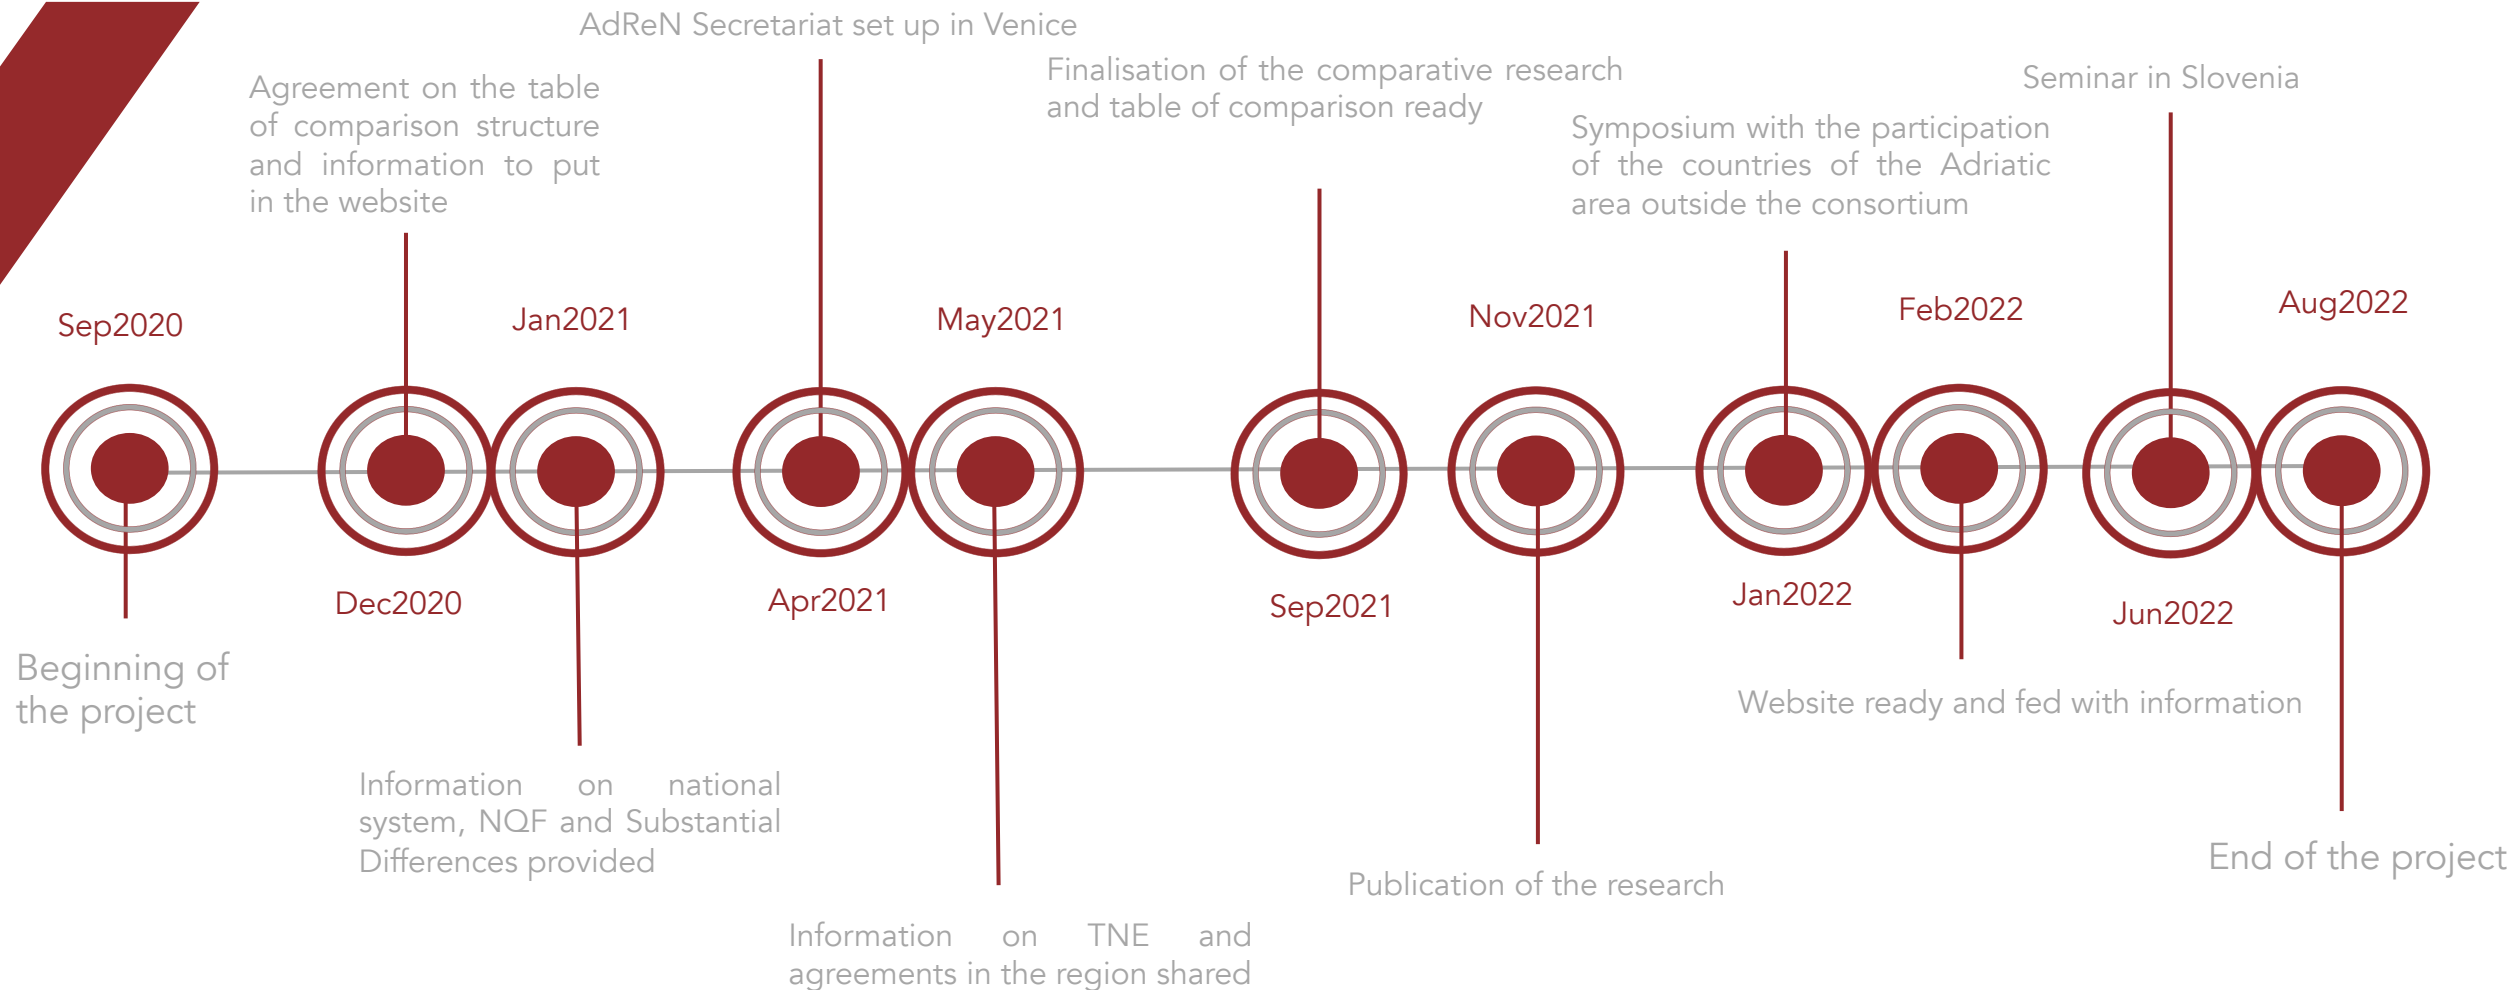 AdReN Secretariat set up in Venice
Agreement on the table
of comparison structure
and information to put
in the website
Finalisation of the comparative research
and table of comparison ready
Symposium with the participation
of the countries of the Adriatic
area outside the consortium
Seminar in Slovenia
Sep2020
Jan2021
May2021
Nov2021
Feb2022
Aug2022
Dec2020
Apr2021
Sep2021
Jan2022
Jun2022
Beginning of
the project
Information on national
system, NQF and Substantial
Differences provided
Information on TNE and
agreements in the region shared
Publication of the research
Website ready and fed with information
End of the project